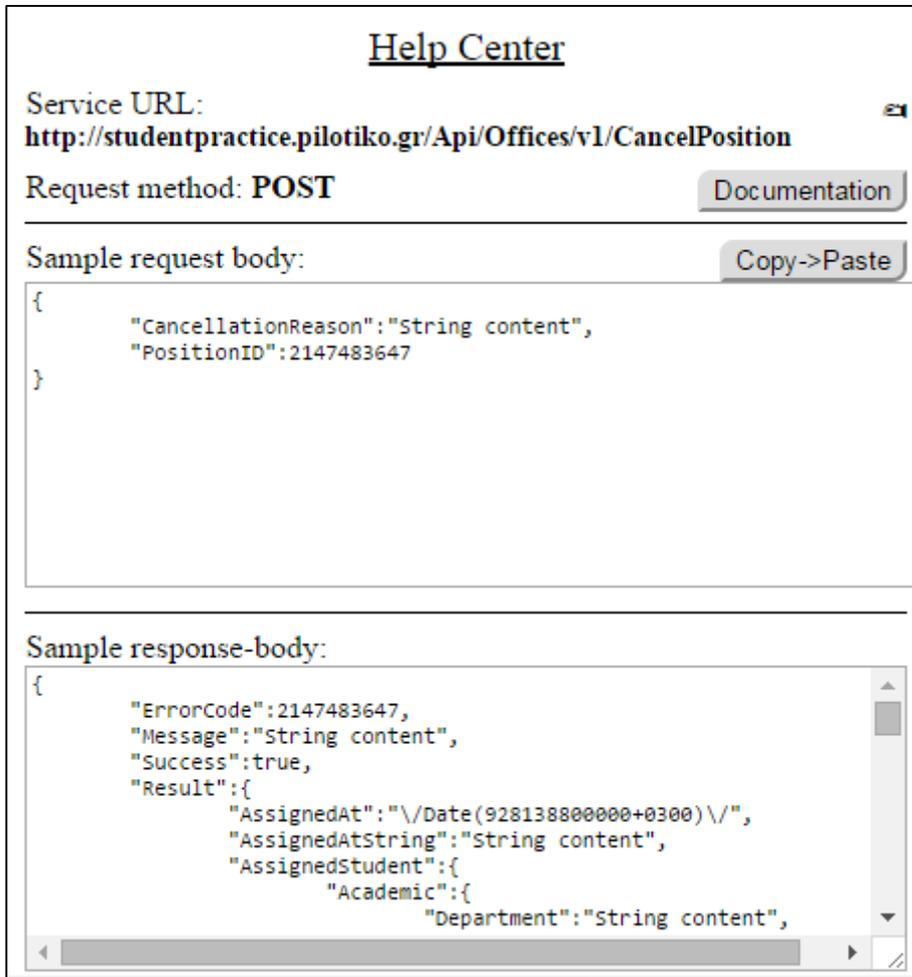 Help Center
Service URL:
http://studentpractice.pilotiko.gr/Api/Offices/v1/CancelPosition
Request method: POST
Documentation
Sample request body:
Copy->Paste
{
"CancellationReason":"String content",
"PositionID":2147483647
}
Sample response-body:
{
"ErrorCode":2147483647,
"Message":"String content",
"Success":true,
"Result":{
"AssignedAt":"\/Date(928138800000+0300)\/",
"AssignedAtString":"String content",
"AssignedStudent":{
"Academic":{
"Department":"String content",